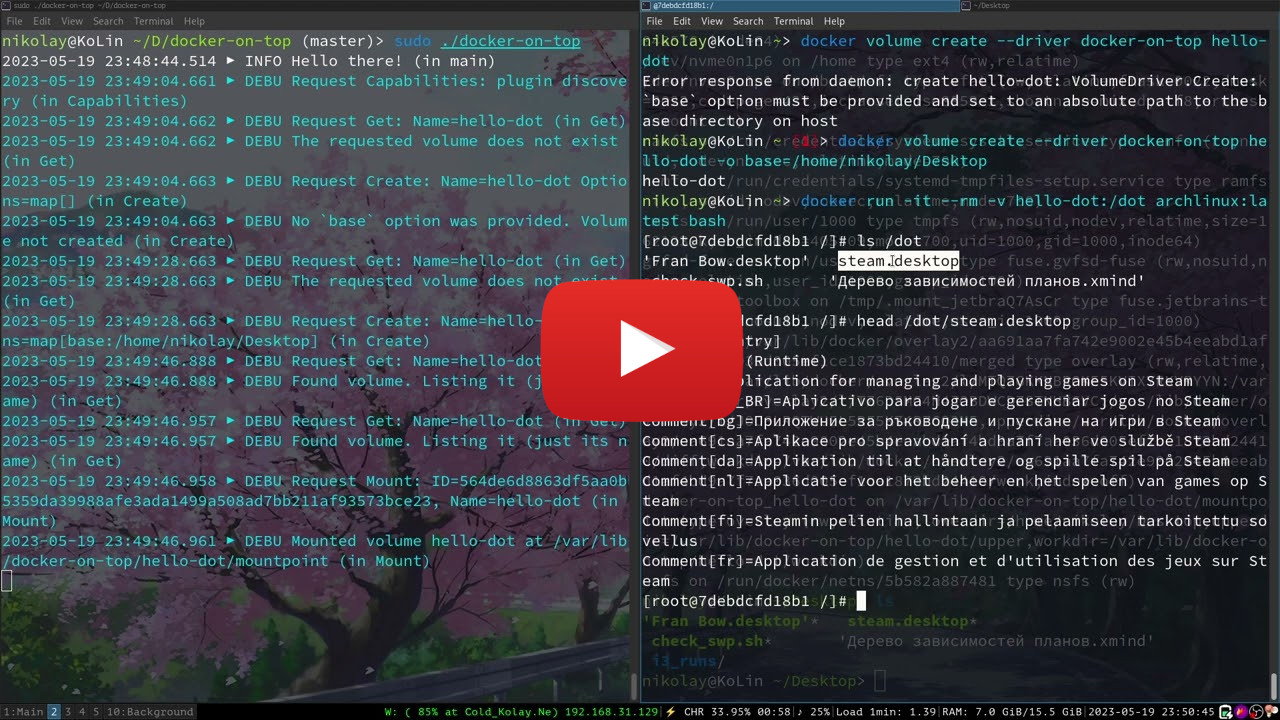 sudo ./docker-on-top ~/D/docker-on-top
File Edit View Search Terminal Help
nikolay@KoLin ~/D/docker-on-top (master)> sudo ./docker-on-top
2023-05-19 23:48:44.514 ▶ INFO Hello there! (in main)
2023-05-19 23:49:04.661 ▶ DEBU Request Capabilities: plugin discove
ry (in Capabilities)
2023-05-19 23:49:04.662 ▶ DEBU Request Get: Name=hello-dot (in Get)
2023-05-19 23:49:04.662 ▶ DEBU The requested volume does not exist
(in Get)
2023-05-19 23:49:04.663 ▶ DEBU Request Create: Name=hello-dot Optio
ns=map[] (in Create)
2023-05-19 23:49:04.663 ▶ DEBU No `base` option was provided. Volum
e not created (in Create)
2023-05-19 23:49:28.663 ▶ DEBU Request Get: Name=hello-dot (in Get)
2023-05-19 23:49:28.663 ▶ DEBU The requested volume does not exist
(in Get)
2023-05-19 23:49:28.663 ▶ DEBU Request Create: Name=hello-
ns=map[base:/home/nikolay/Desktop] (in Create)
2023-05-19 23:49:46.888 ▶ DEBU Request Get: Name=hello-dot
2023-05-19 23:49:46.888 ▶ DEBU Found volume. Listing it (j
ame) (in Get)
2023-05-19 23:49:46.957 ▶ DEBU Request Get: Name=hello-dot (in Get)
2023-05-19 23:49:46.957 ▶ DEBU Found volume. Listing it (just its n
ame) (in Get)
2023-05-19 23:49:46.958 ▶ DEBU Request Mount: ID=564de6d8863df5aa0b
5359da39988afe3ada1499a508ad7bb211af93573bce23, Name=hello-dot (in
Mount)
2023-05-19 23:49:46.961 ▶ DEBU Mounted volume hello-dot at /var/lib
/docker-on-top/hello-dot/mountpoint (in Mount)
@7debdcfd18b1:/
~/Desktop
File Edit View Search Terminal Help
nikolay@KoLin ~> docker volume create --driver docker-on-top hello-
dot
Error response from daemon: create hello-dot: VolumeDriver.Create:
`base` option must be provided and set to an absolute path to the b
ase directory on host
nikolay@KoLin ~ > docker volume create --driver docker-on-top he
llo-dot -o base=/home/nikolay/Desktop
hello-dot
nikolay@KoLin ~> docker run -it --rm -v hello-dot:/dot archlinux:la
test bash
[root@7debdcfd18b1 /]# ls /dot
'Fran Bow.desktop' steam.desktop
check_swp.sh 'Дерево зависимостей планов.xmind'
/]# head /dot/steam.desktop
ntry]
(Runtime)
plication for managing and playing games on Steam
_BR]=Aplicativo para jogar e gerenciar jogos no Steam
Comment[bg]=Приложение за ръководене и пускане на игри в Steam
Comment[cs]=Aplikace pro spravování a hraní her ve službě Steam
Comment[da]=Applikation til at håndtere og spille spil på Steam
Comment[nl]=Applicatie voor het beheer en het spelen van games op S
team
Comment[fi]=Steamin pelien hallintaan ja pelaamiseen tarkoitettu so
vellus
Comment[fr]=Application de gestion et d'utilisation des jeux sur St
eam
[root@7debdcfd18b1 /]#
'Fran Bow.desktop'* steam.desktop*
check_swp.sh* 'Дерево зависимостей планов.xmind'
i3_runs/
nikolay@KoLin ~/Desktop>
1:Main 2 3 4 5 10:Background
W: ( 85% at Cold_Kolay.Ne) 192.168.31.129|⚡ CHR 33.95% 00:58|♪ 25%|Load 1min: 1.39|RAM: 7.0 GiB/15.5 GiB|2023-05-19 23:50:45